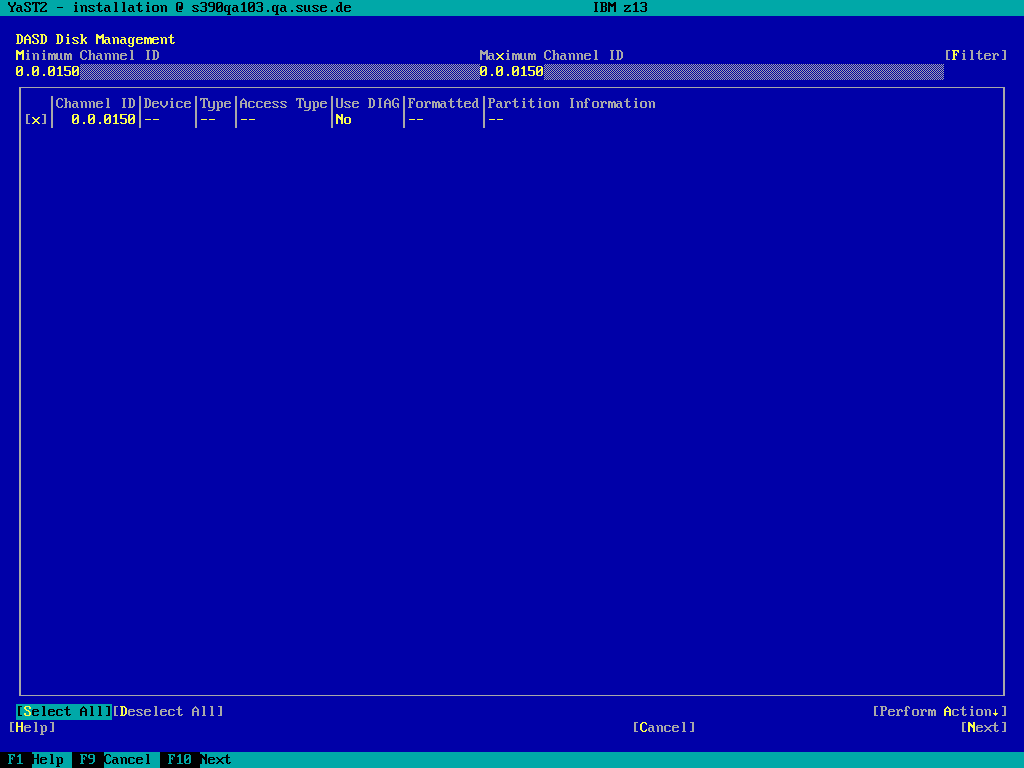 YaST2 - installation @ s390qa103.qa.suse.de IBM z13
DASD Disk Management
Minimum Channel ID Maximum Channel ID [Filter]
0.0.0150 0.0.0150
Channel ID|Device|Type|Access Type|Use DIAG|Formatted|Partition Information
[x]| 0.0.0150|-- |-- |-- |No |-- |--
[Select All][Deselect All] [Perform Action↓]
[Help] [Cancel] [Next]
F1 Help F9 Cancel F10 Next